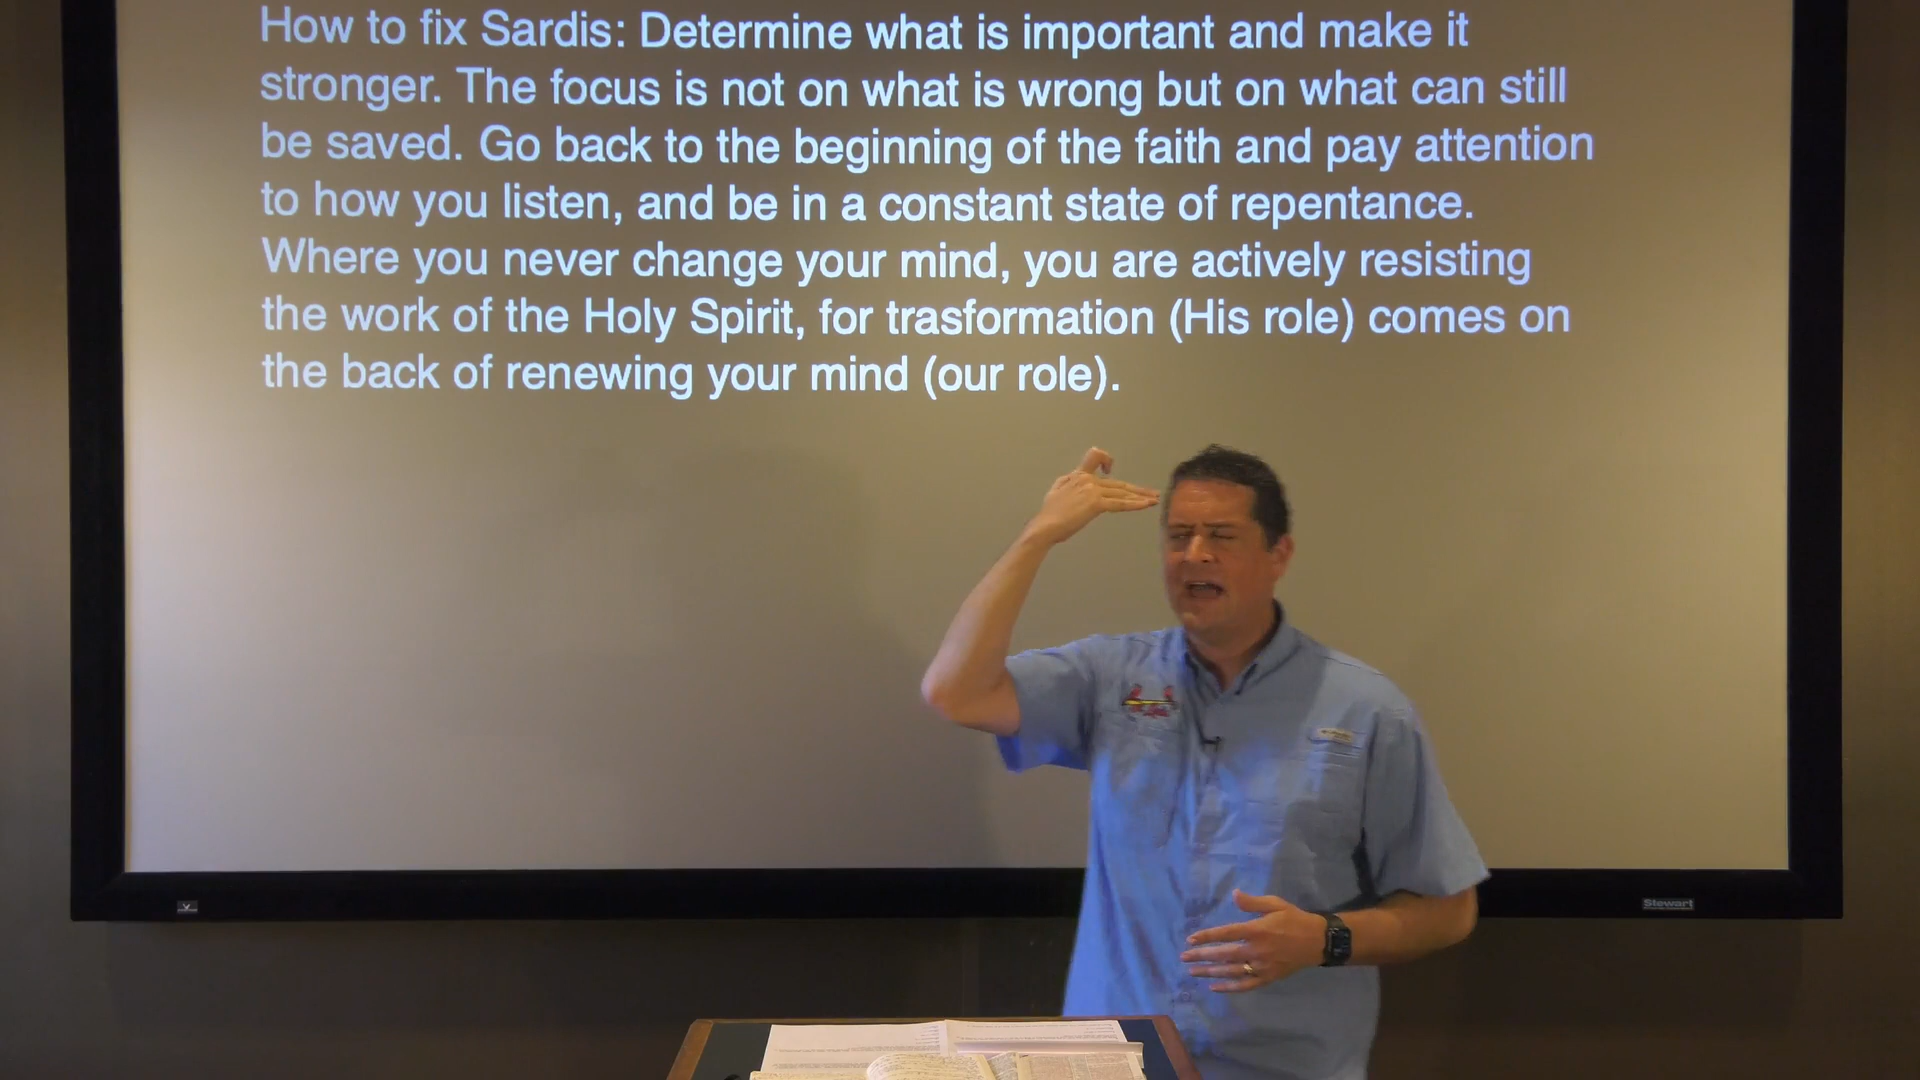 How to fix Sardis: Determine what is important and make it
stronger. The focus is not on what is wrong but on what can still
be saved. Go back to the beginning of the faith and pay attention
to how you listen, and be in a constant state of repentance.
Where you never change your mind, you are actively resisting
the work of the Holy Spirit, for trasformation (His role) comes on
the back of renewing your mind (our role).
Stewart